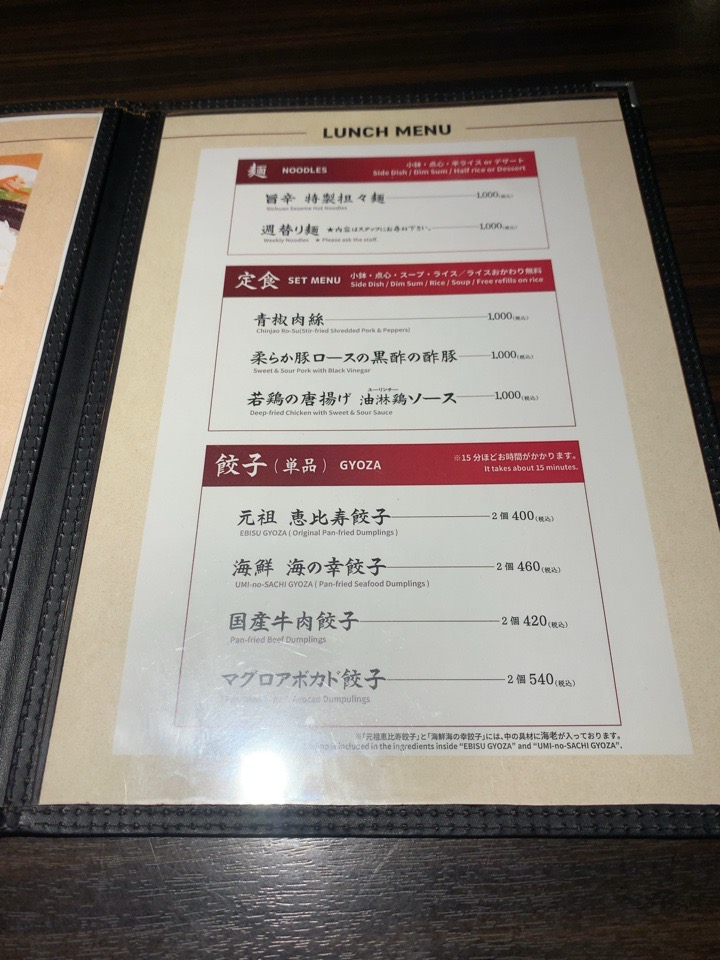 LUNCH MENU
麺 NOODLES
小鉢・点心・半ライス or デザート
Side Dish / Dim Sum / Half rice or Dessert
旨辛 特製担々麺 1,000(税込)
Sichuan Sesame Hot Noodles
週替り麺 ★内容はスタッフにお尋ね下さい。 1,000(税込)
Weekly Noodles ★ Please ask the staff.
定食 SET MENU
小鉢・点心・スープ・ライス／ライスおかわり無料
Side Dish / Dim Sum / Rice / Soup / Free refills on rice
青椒肉絲 1,000(税込)
Chinjao Ro-Su(Stir-fried Shredded Pork & Peppers)
柔らか豚ロースの黒酢の酢豚 1,000(税込)
Sweet & Sour Pork with Black Vinegar
ユーリンチー
若鶏の唐揚げ 油淋鶏ソース 1,000(税込)
Deep-fried Chicken with Sweet & Sour Sauce
餃子(単品) GYOZA
※15分ほどお時間がかかります。
It takes about 15 minutes.
元祖 恵比寿餃子 2個 400(税込)
EBISU GYOZA ( Original Pan-fried Dumplings )
海鮮 海の幸餃子 2個 460(税込)
UMI-no-SACHI GYOZA ( Pan-fried Seafood Dumplings )
国産牛肉餃子 2個 420(税込)
Pan-fried Beef Dumplings
マグロアボカド餃子 2個 540(税込)
Avocan Dumpulings
※「元祖恵比寿餃子」と「海鮮海の幸餃子」には、中の具材に海老が入っております。
is included in the ingredients inside "EBISU GYOZA" and "UMI-no-SACHI GYOZA".